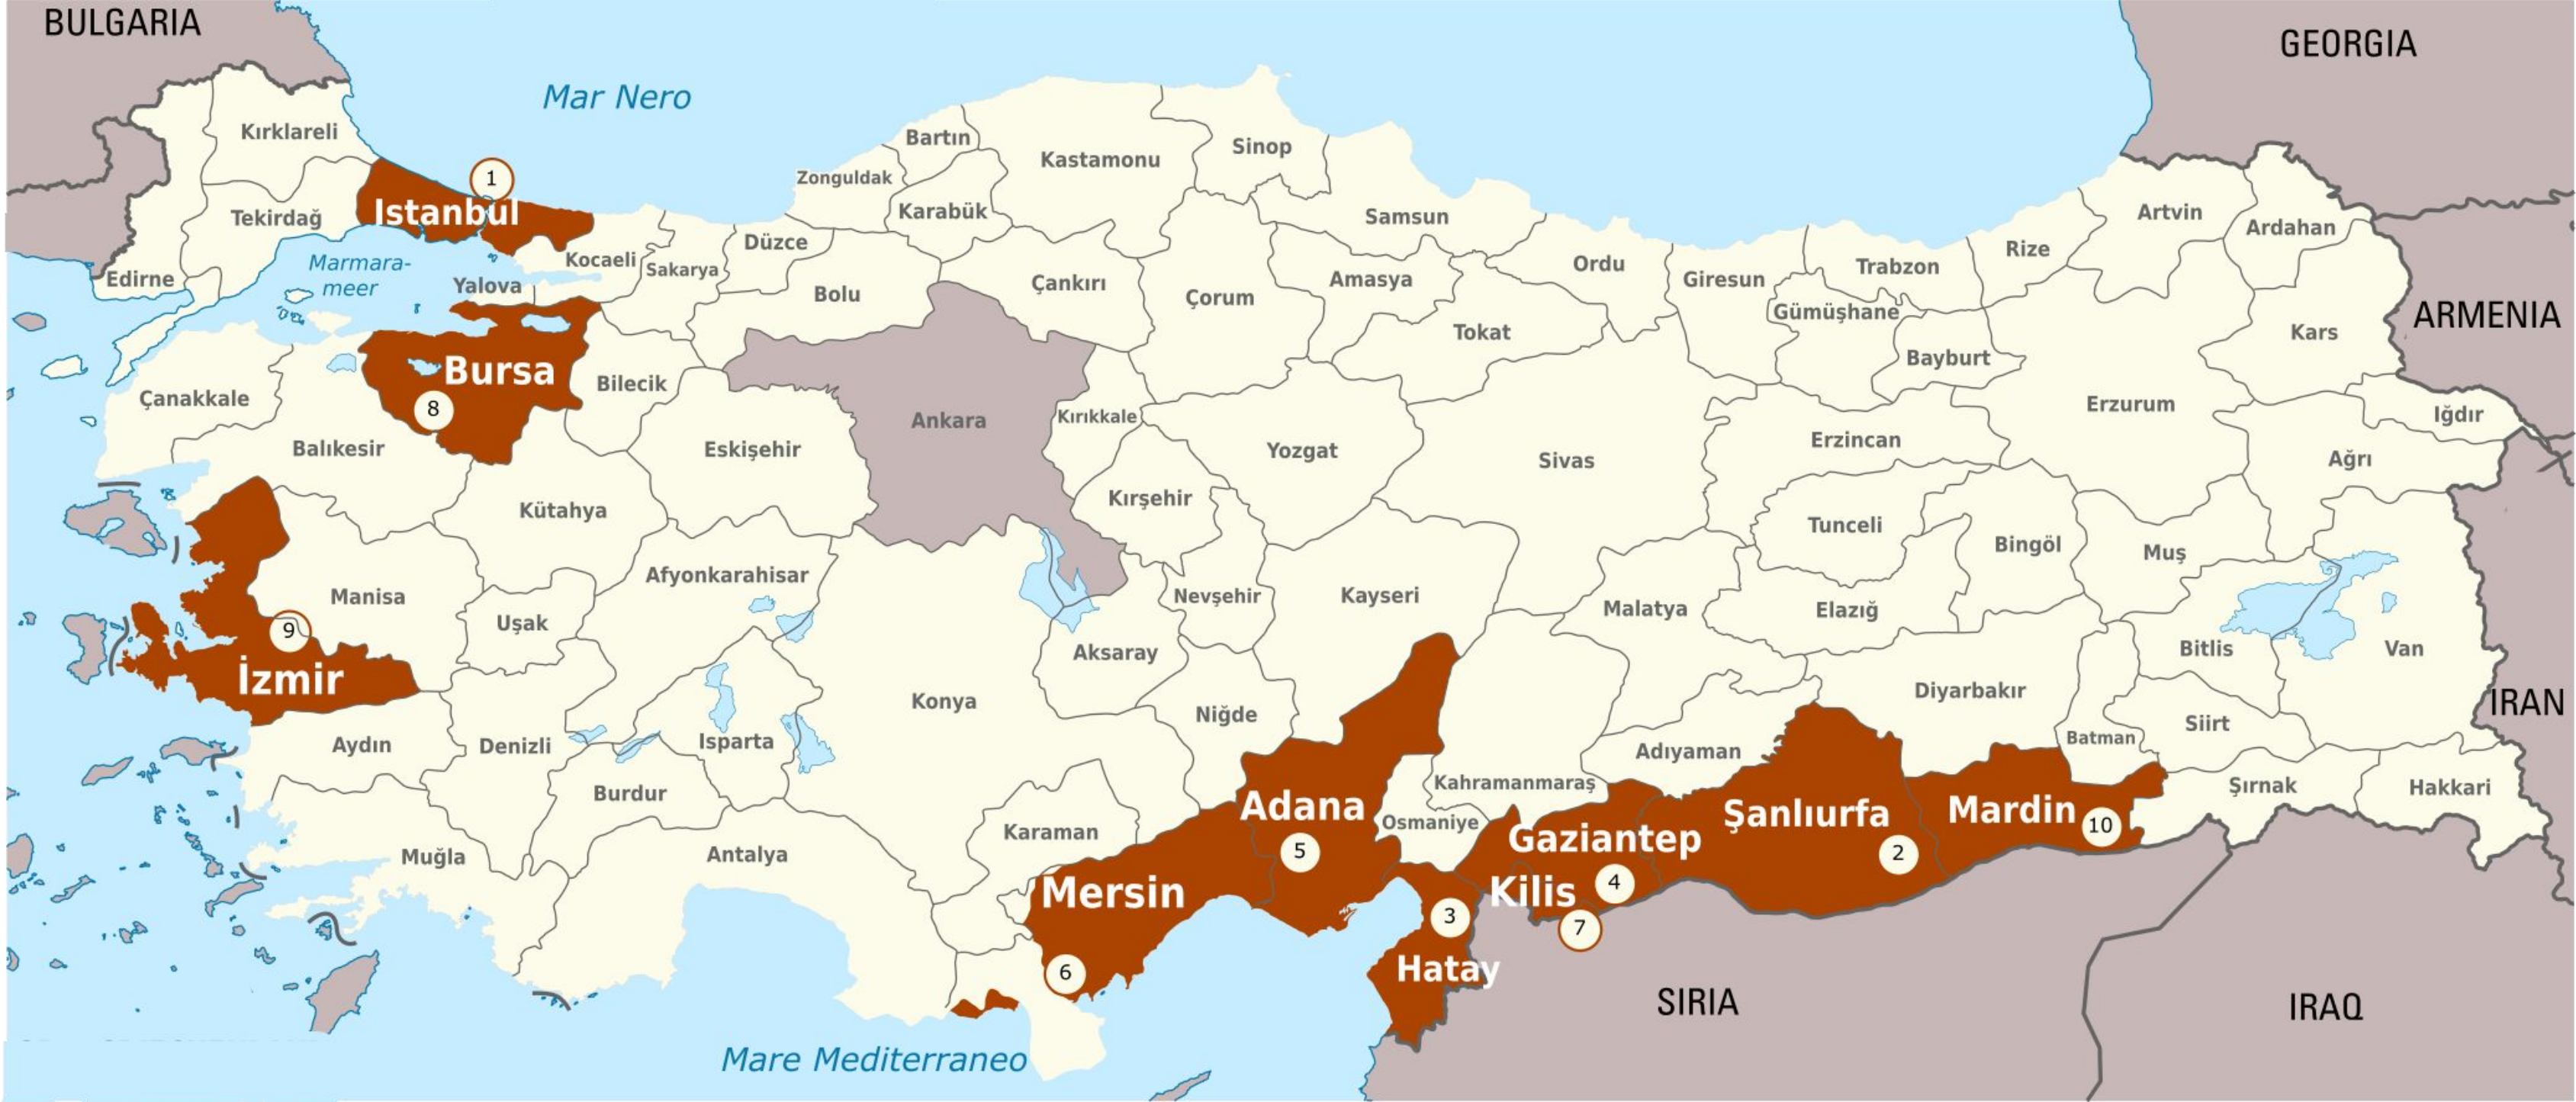 BULGARIA
GEORGIA
Mar Nero
Kırklareli
Bartın
Sinop
Kastamonu
Zonguldak
1
Istanbul
Tekirdağ
Karabük
Samsun
Artvin
Ardahan
Düzce
Rize
Marmara-
meer
Kocaeli
Sakarya
Ordu
Trabzon
Edirne
Yalova
Bolu
Çankırı
Çorum
Amasya
Giresun
Gümüşhane
ARMENIA
Tokat
Kars
Bayburt
Bursa
Bilecik
Çanakkale
8
Ankara
Kırıkkale
Erzurum
Iğdır
Balıkesir
Eskişehir
Yozgat
Sivas
Erzincan
Ağrı
Kırşehir
Kütahya
Tunceli
Bingöl
Muş
Afyonkarahisar
Manisa
Nevşehir
Kayseri
Malatya
Elazığ
Uşak
9
Aksaray
Bitlis
Van
İzmir
Konya
Niğde
Diyarbakır
IRAN
Siirt
Aydın
Denizli
Isparta
Batman
Adıyaman
Burdur
Kahramanmaraş
Şırnak
Hakkari
Adana
Şanlıurfa
Mardin
10
Karaman
Osmaniye
Gaziantep
Muğla
Antalya
5
2
Mersin
Kilis
4
3
7
6
Hatay
SIRIA
IRAQ
Mare Mediterraneo